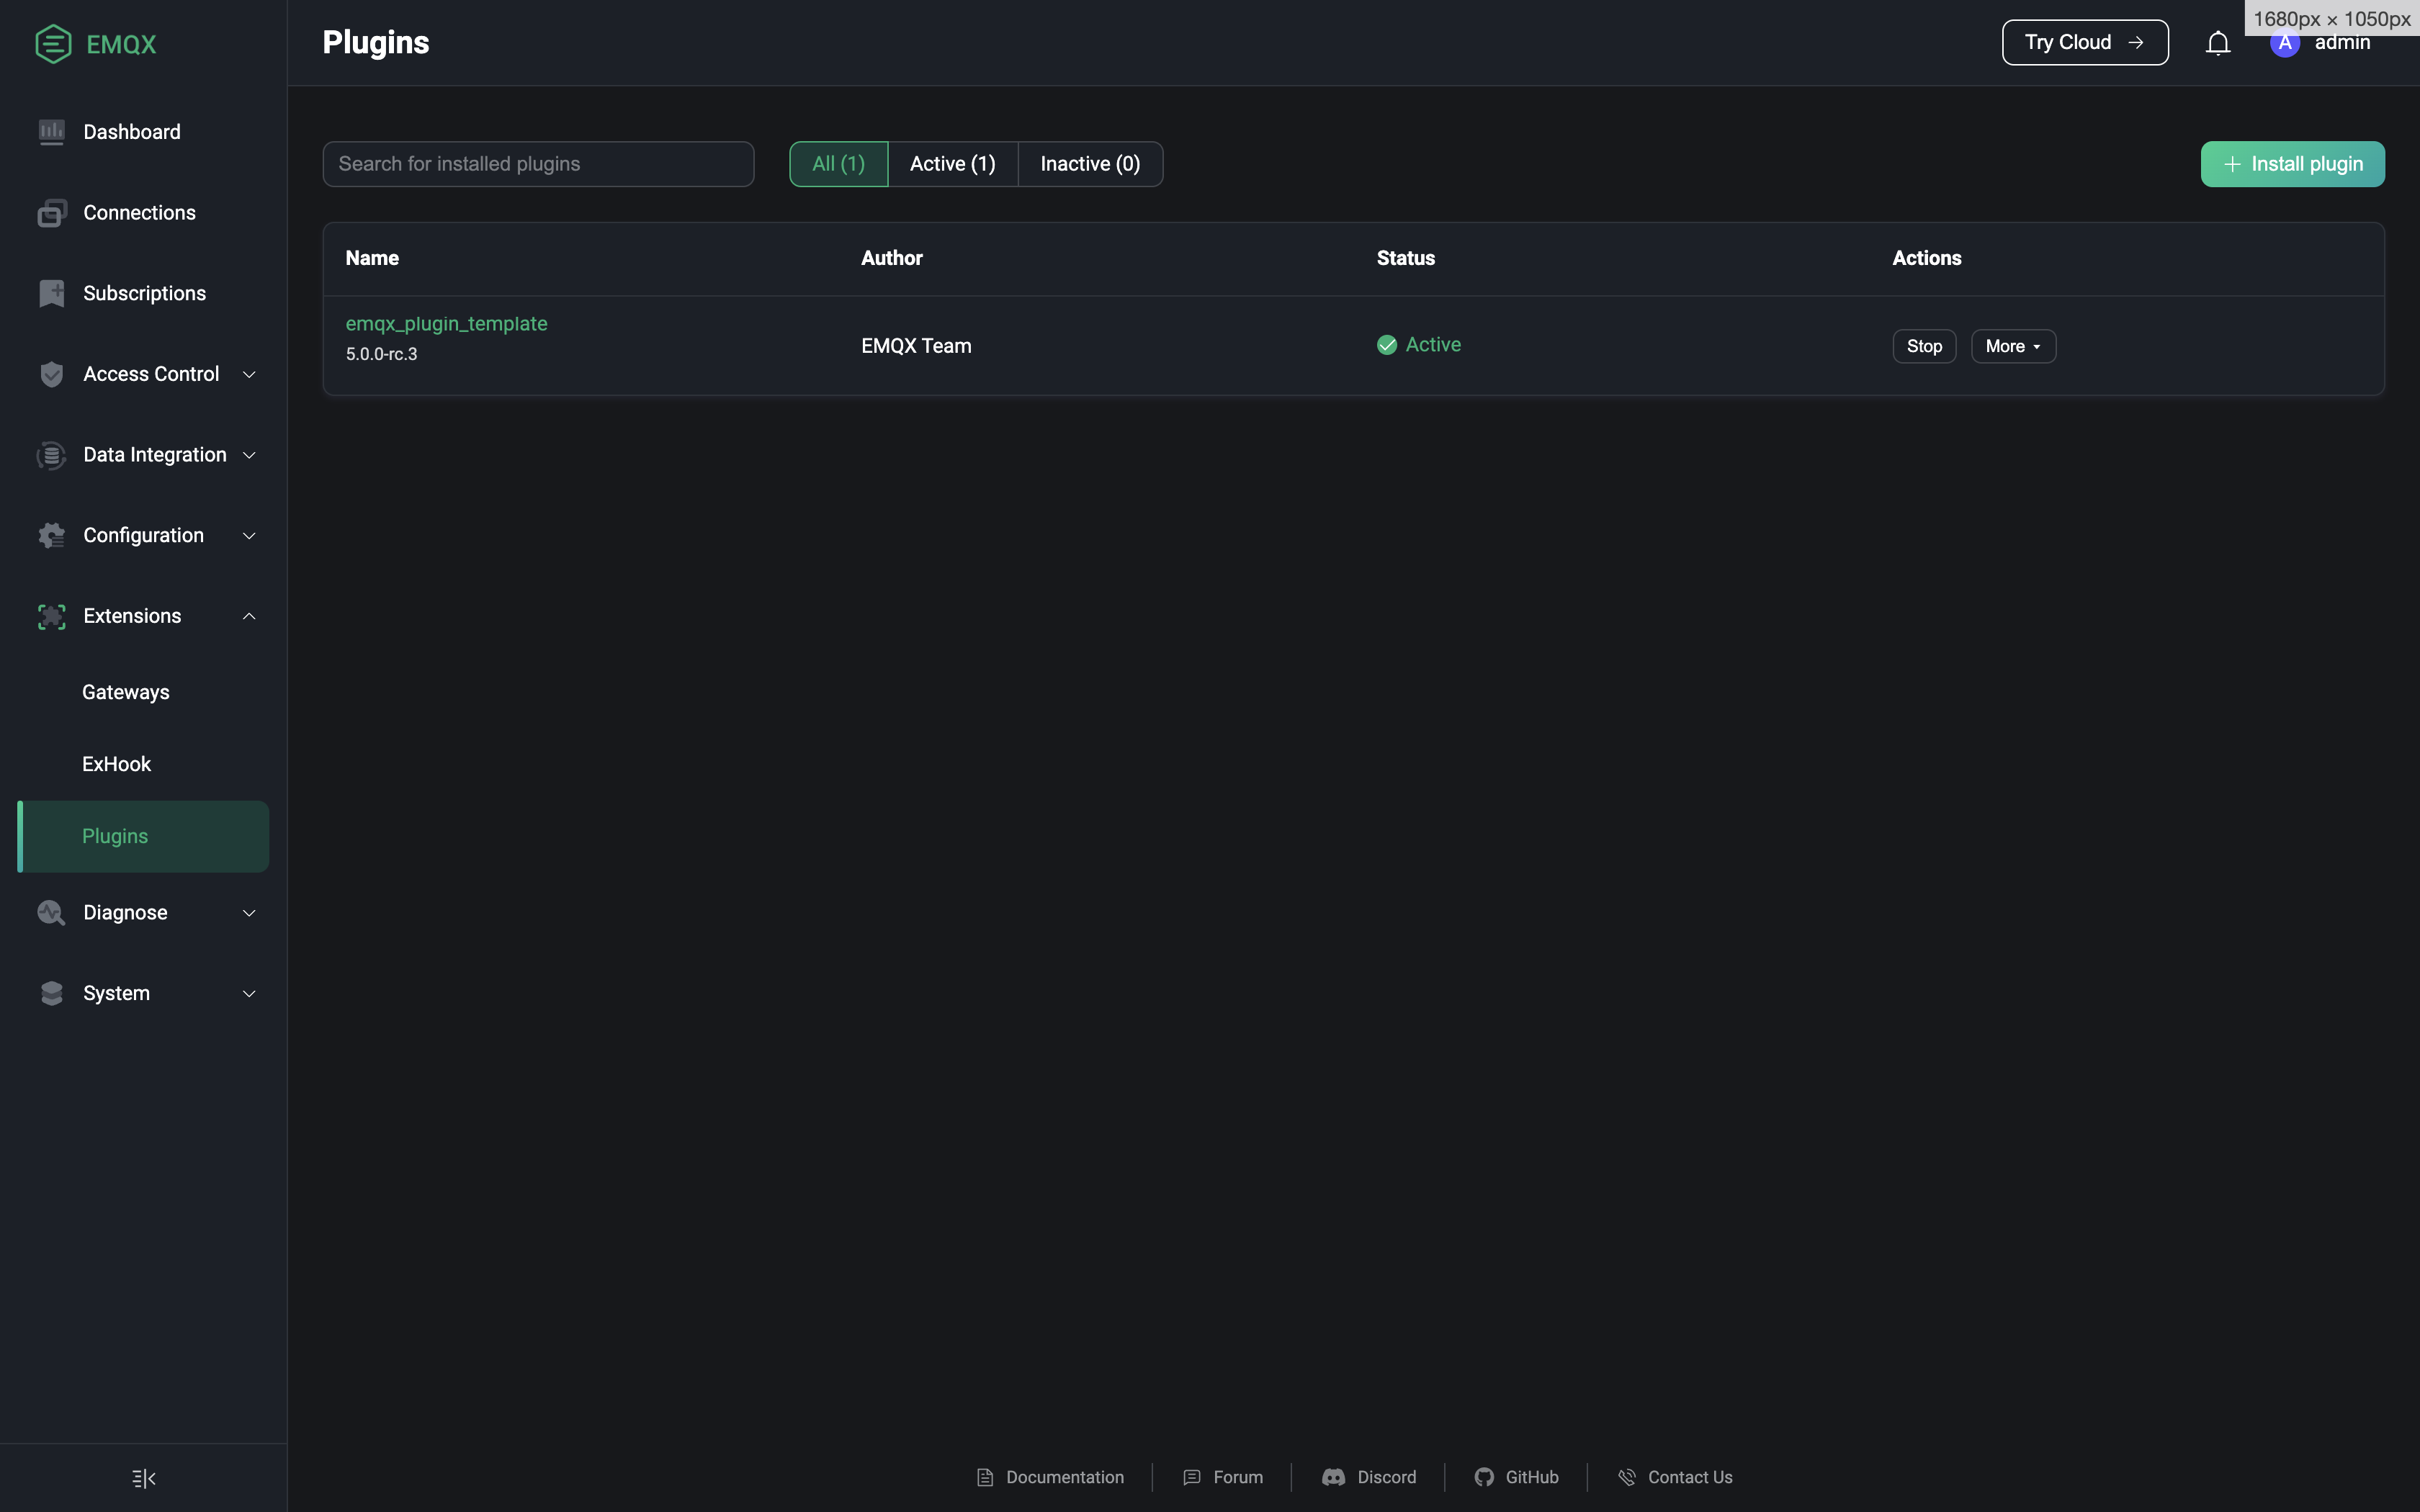 EMQX
Plugins
Try Cloud
1680px × 1050px
A
admin
Dashboard
Connections
Subscriptions
Access Control
Data Integration
Configuration
Extensions
Gateways
ExHook
Plugins
Diagnose
System
Search for installed plugins
All (1)
Active (1)
Inactive (0)
Install plugin
Name
Author
Status
Actions
emqx_plugin_template
5.0.0-rc.3
EMQX Team
Active
Stop
More
Documentation
Forum
Discord
GitHub
Contact Us